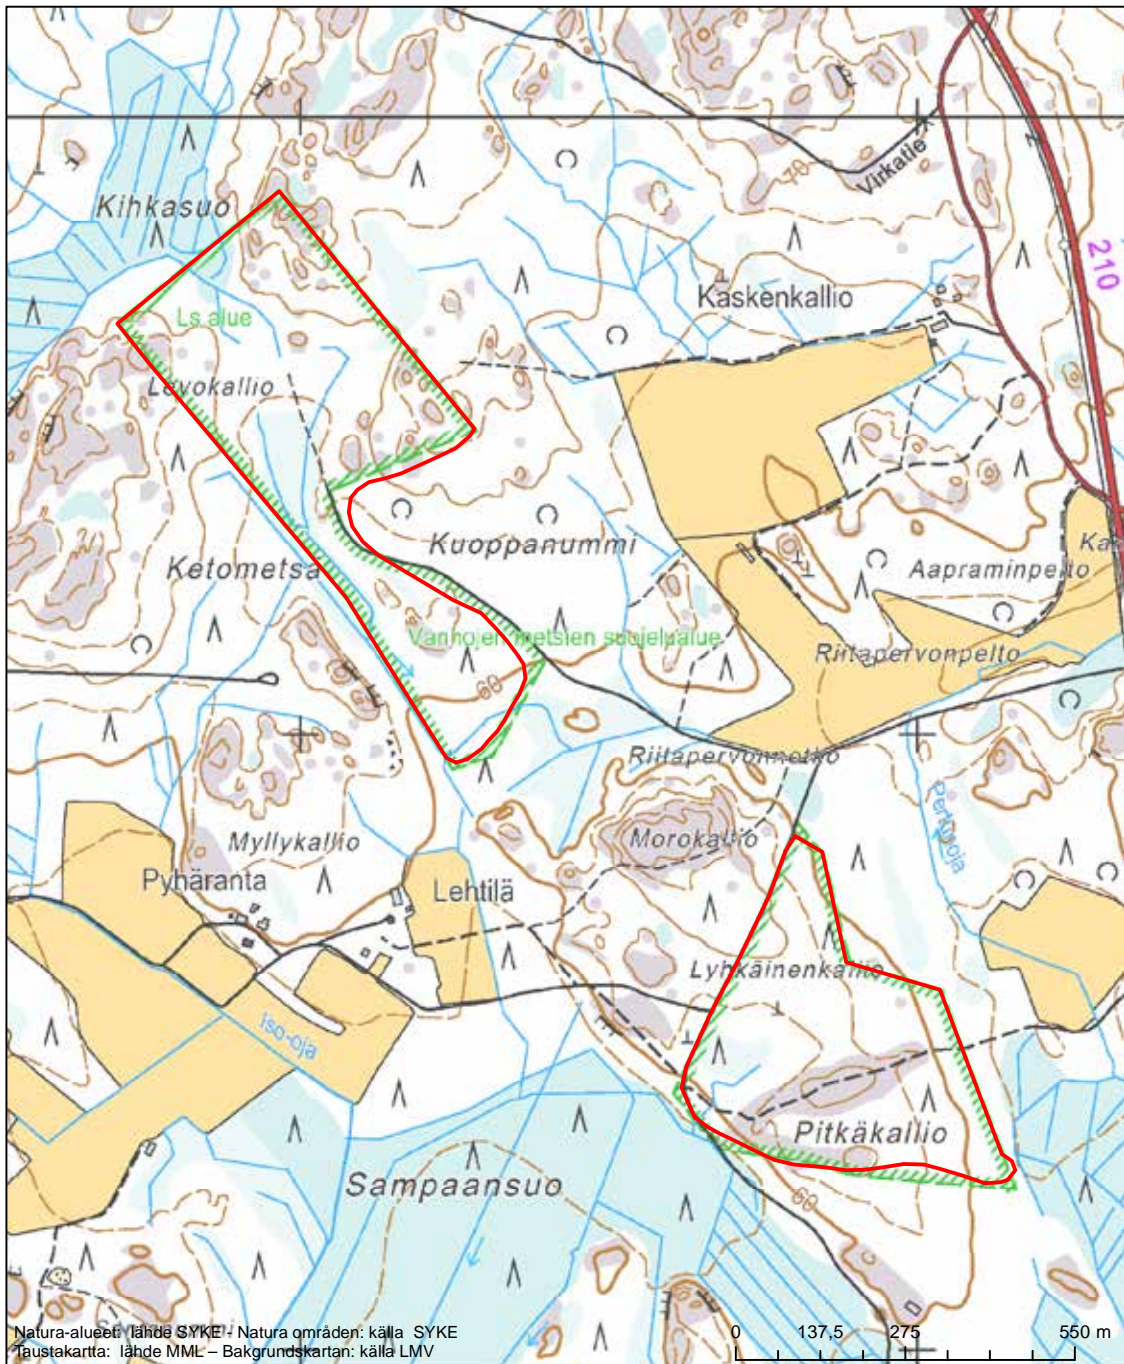 Kihkasuo
Virkatie
70
210
Kaskenkallio
Ls alue
Levokallio
Kuoppanummi
Ketometsä
Aapraminpelto
Vanhojen metsien suojelualue
Riitapervonpelto
60
Riitapervonnotko
Myllykallio
Morokallio
Pertunoja
Pyhäranta
Lehtilä
Lyhkäinenkallio
Iso-oja
Pitkäkallio
Sampaansuo
60
Natura-alueet: lähde SYKE - Natura områden: källa SYKE
Taustakartta: lähde MML – Bakgrundskartan: källa LMV
0 137,5 275 550 m